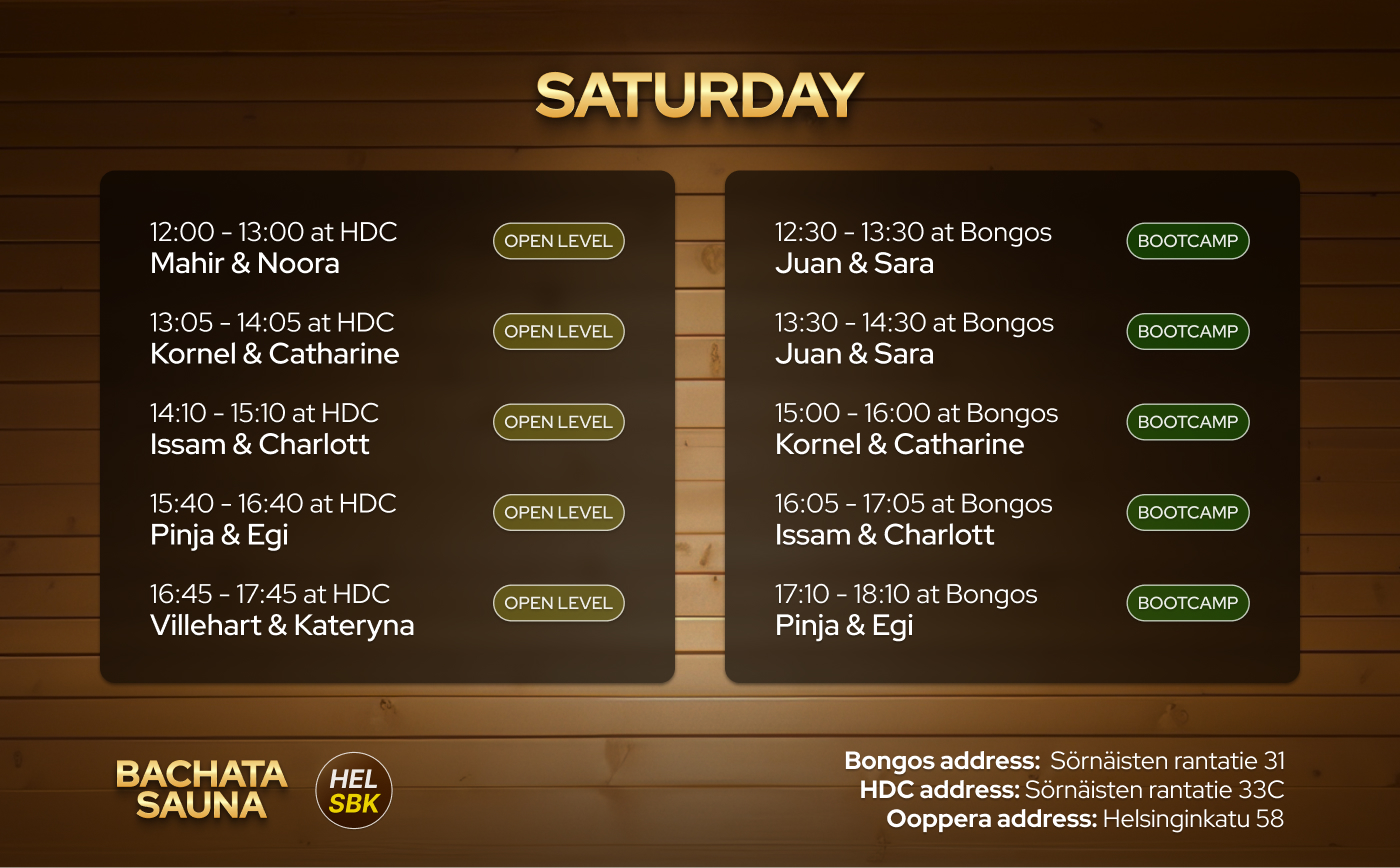 SATURDAY
12:00 - 13:00 at HDC
Mahir & Noora
OPEN LEVEL
13:05 - 14:05 at HDC
Kornel & Catharine
OPEN LEVEL
14:10 - 15:10 at HDC
Issam & Charlott
OPEN LEVEL
15:40 - 16:40 at HDC
Pinja & Egi
OPEN LEVEL
16:45 - 17:45 at HDC
Villehart & Kateryna
OPEN LEVEL
12:30 - 13:30 at Bongos
Juan & Sara
BOOTCAMP
13:30 - 14:30 at Bongos
Juan & Sara
BOOTCAMP
15:00 - 16:00 at Bongos
Kornel & Catharine
BOOTCAMP
16:05 - 17:05 at Bongos
Issam & Charlott
BOOTCAMP
17:10 - 18:10 at Bongos
Pinja & Egi
BOOTCAMP
BACHATA
SAUNA
HEL
SBK
Bongos address: Sörnäisten rantatie 31
HDC address: Sörnäisten rantatie 33C
Ooppera address: Helsinginkatu 58